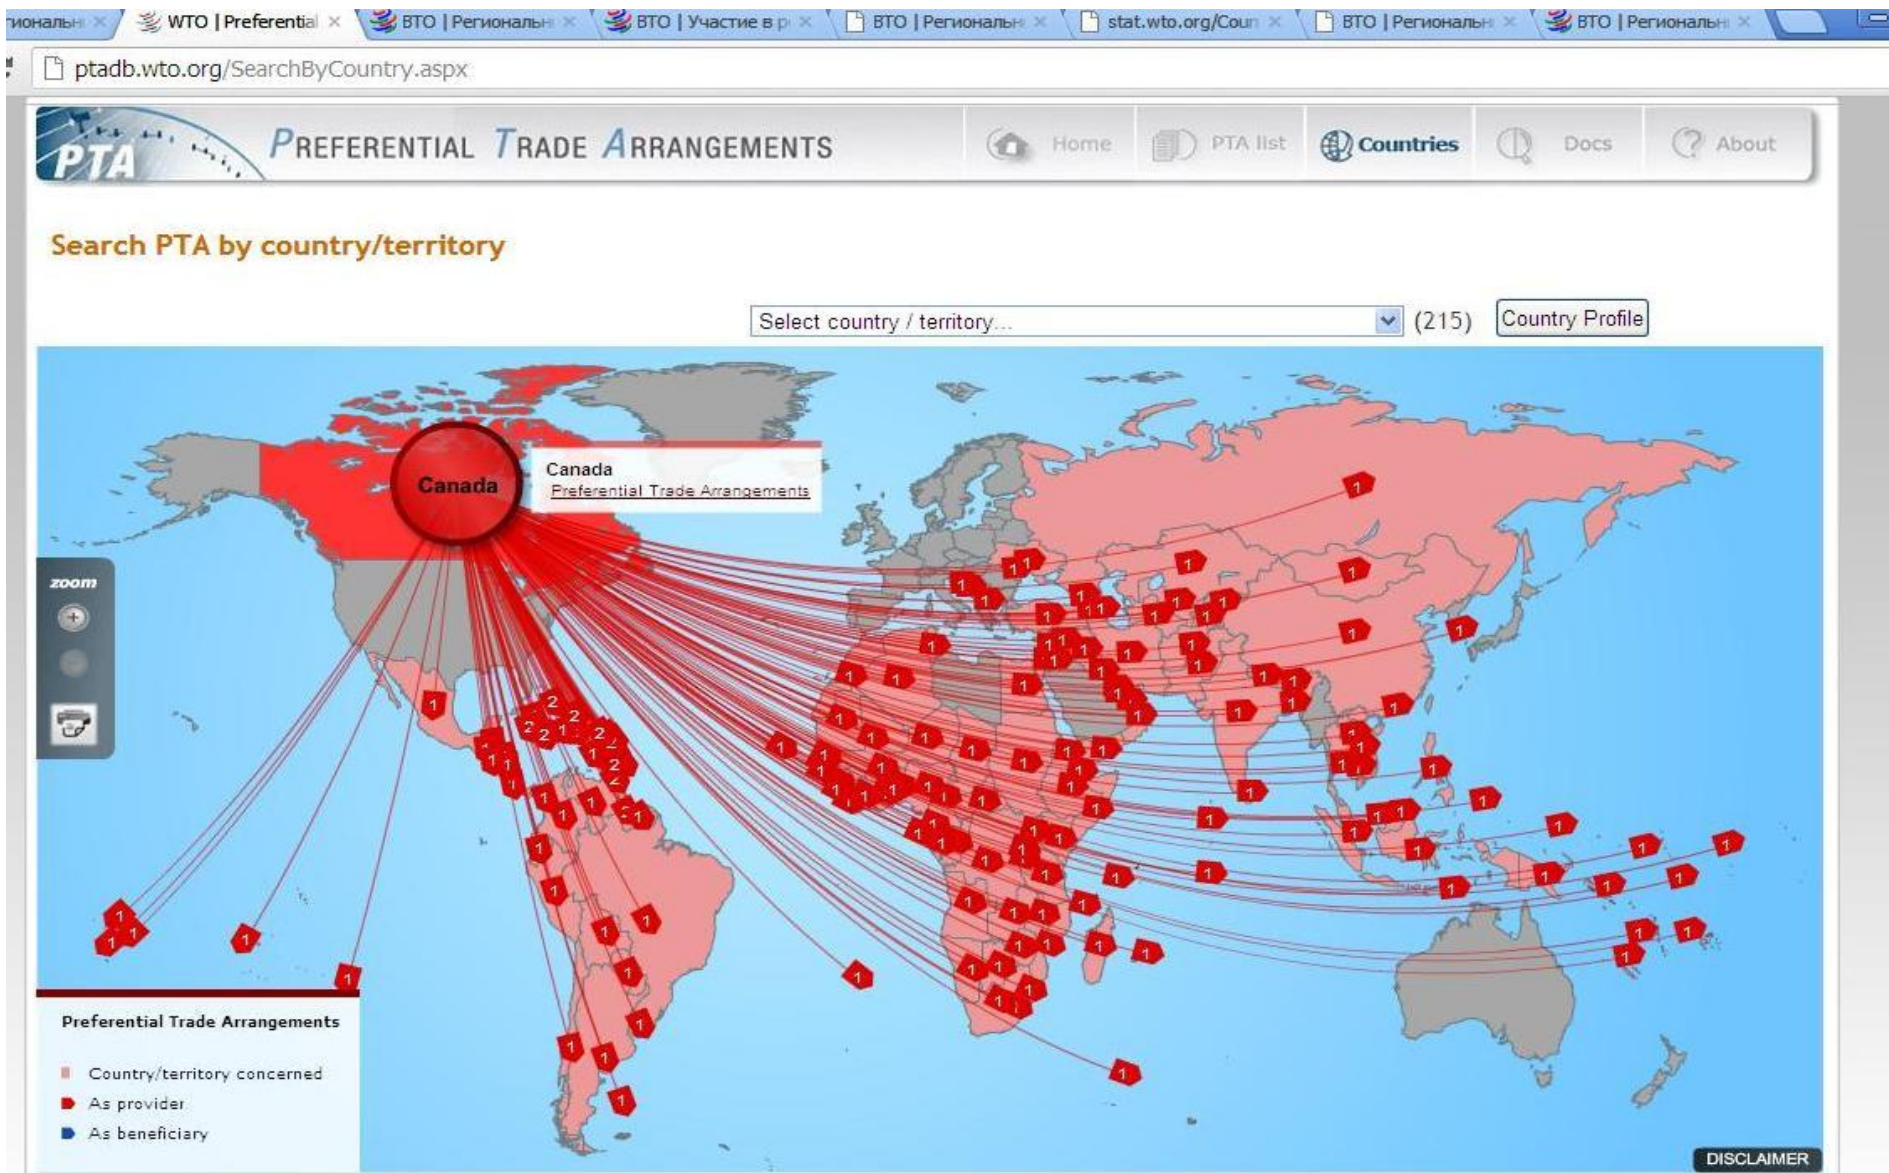 гиональн
WTO | Preferential
ВТО | Региональн
ВТО | Участие в р
ВТО | Региональн
stat.wto.org/Coun
ВТО | Региональн
ВТО | Региональн
ptadb.wto.org/SearchByCountry.aspx
PTA
PREFERENTIAL TRADE ARRANGEMENTS
Home
PTA list
Countries
Docs
About
Search PTA by country/territory
Select country / territory... (215) Country Profile
Canada
Canada
Preferential Trade Arrangements
zoom
Preferential Trade Arrangements
Country/territory concerned
As provider
As beneficiary
DISCLAIMER